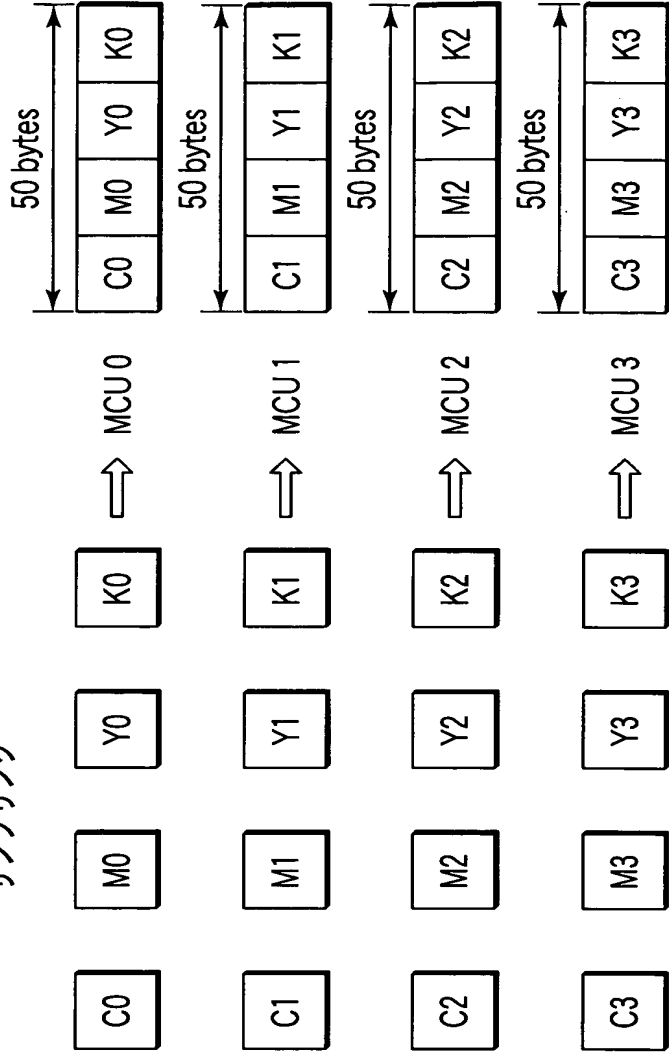 50 bytes
C0 M0 Y0 K0 ⇨ MCU 0 C0 M0 Y0 K0
50 bytes
C1 M1 Y1 K1 ⇨ MCU 1 C1 M1 Y1 K1
50 bytes
C2 M2 Y2 K2 ⇨ MCU 2 C2 M2 Y2 K2
50 bytes
C3 M3 Y3 K3 ⇨ MCU 3 C3 M3 Y3 K3